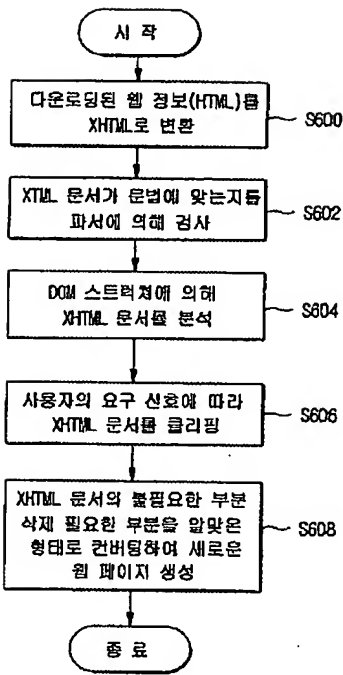 시 작
다운로딩된 웹 정보(HTML)를
XHTML로 변환
S600
XTML 문서가 문법에 맞는지를
파서에 의해 검사
S602
DOM 스트럭쳐에 의해
XHTML 문서를 분석
S604
사용자의 요구 신호에 따라
XHTML 문서를 클리핑
S606
XHTML 문서의 불필요한 부분
삭제 필요한 부분을 알맞은
형태로 컨버팅하여 새로운
웹 페이지 생성
S608
종 료